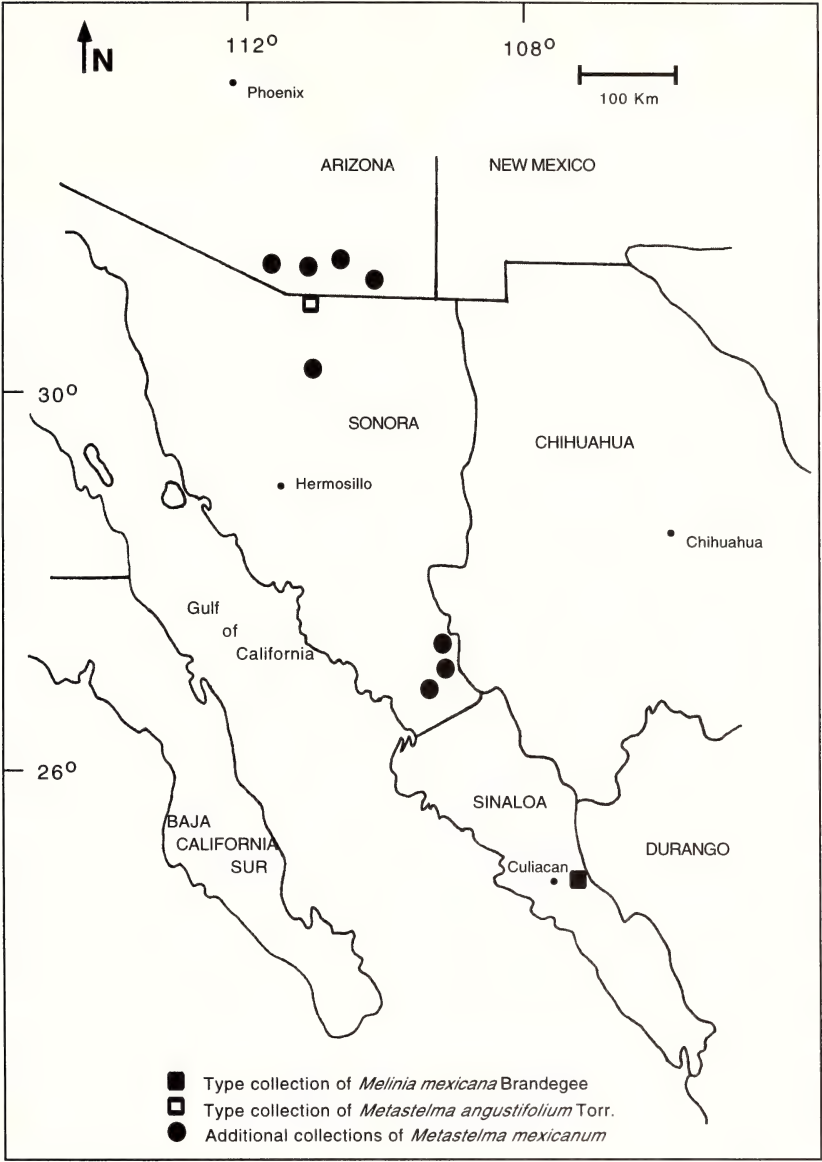 112°
108°
N
Phoenix
100 Km
ARIZONA
NEW MEXICO
30°
SONORA
CHIHUAHUA
Hermosillo
Chihuahua
Gulf
of
California
26°
SINALOA
BAJA
CALIFORNIA
SUR
DURANGO
Culiacan
Type collection of Melinia mexicana Brandegee
Type collection of Metastelma angustifolium Torr.
Additional collections of Metastelma mexicanum